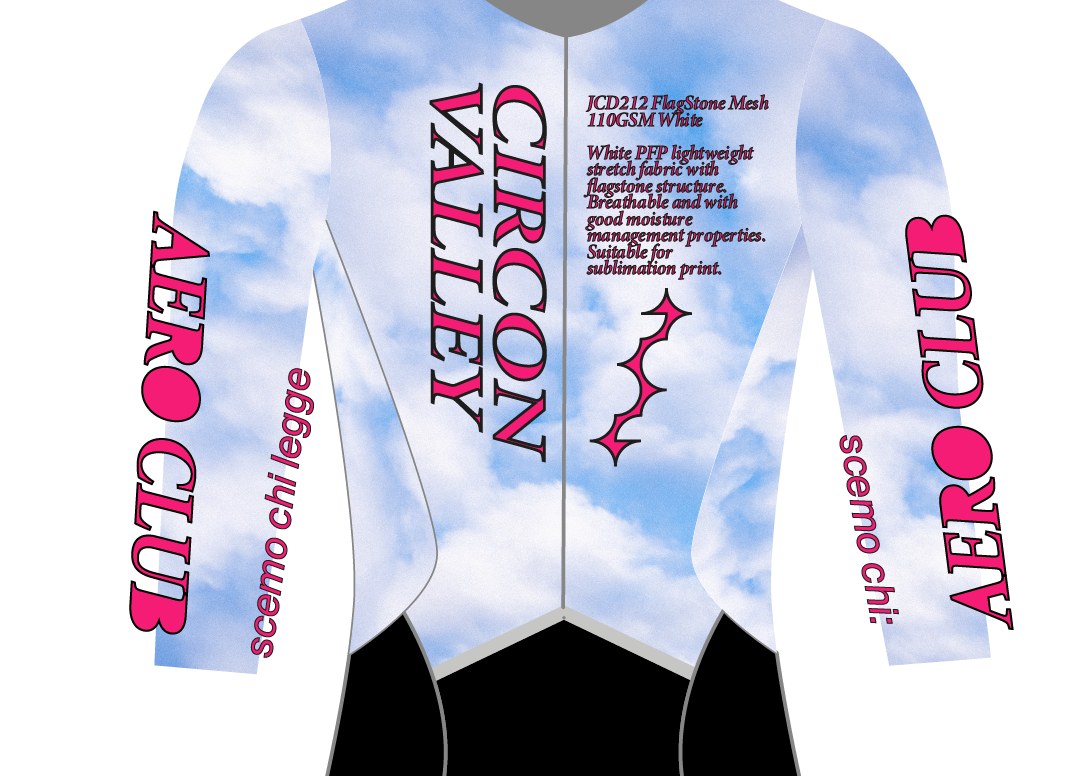 AERO CLUB
scemo chi legge
CIRCON
VALLEY
JCD212 FlagStone Mesh
110GSM White
White PFP lightweight
stretch fabric with
flagstone structure.
Breathable and with
good moisture
management properties.
Suitable for
sublimation print.
scemo chi:
AERO CLUB